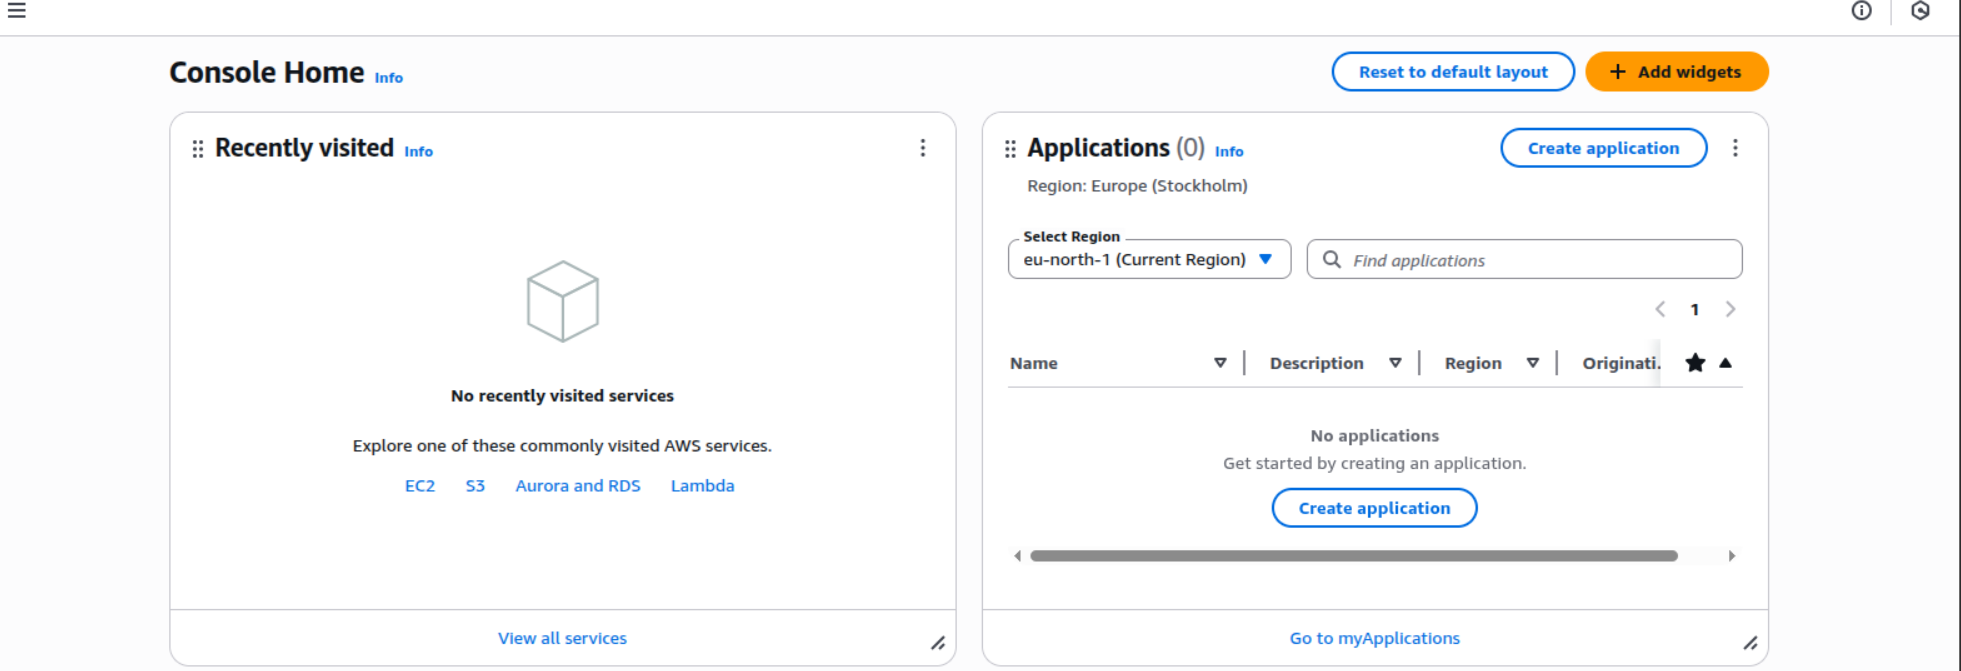 Console Home Info
Reset to default layout
+ Add widgets
Recently visited Info
No recently visited services
Explore one of these commonly visited AWS services.
EC2 S3 Aurora and RDS Lambda
View all services
Applications (0) Info
Create application
Region: Europe (Stockholm)
Select Region
eu-north-1 (Current Region)
Find applications
1
Name Description Region Originati.
No applications
Get started by creating an application.
Create application
Go to myApplications